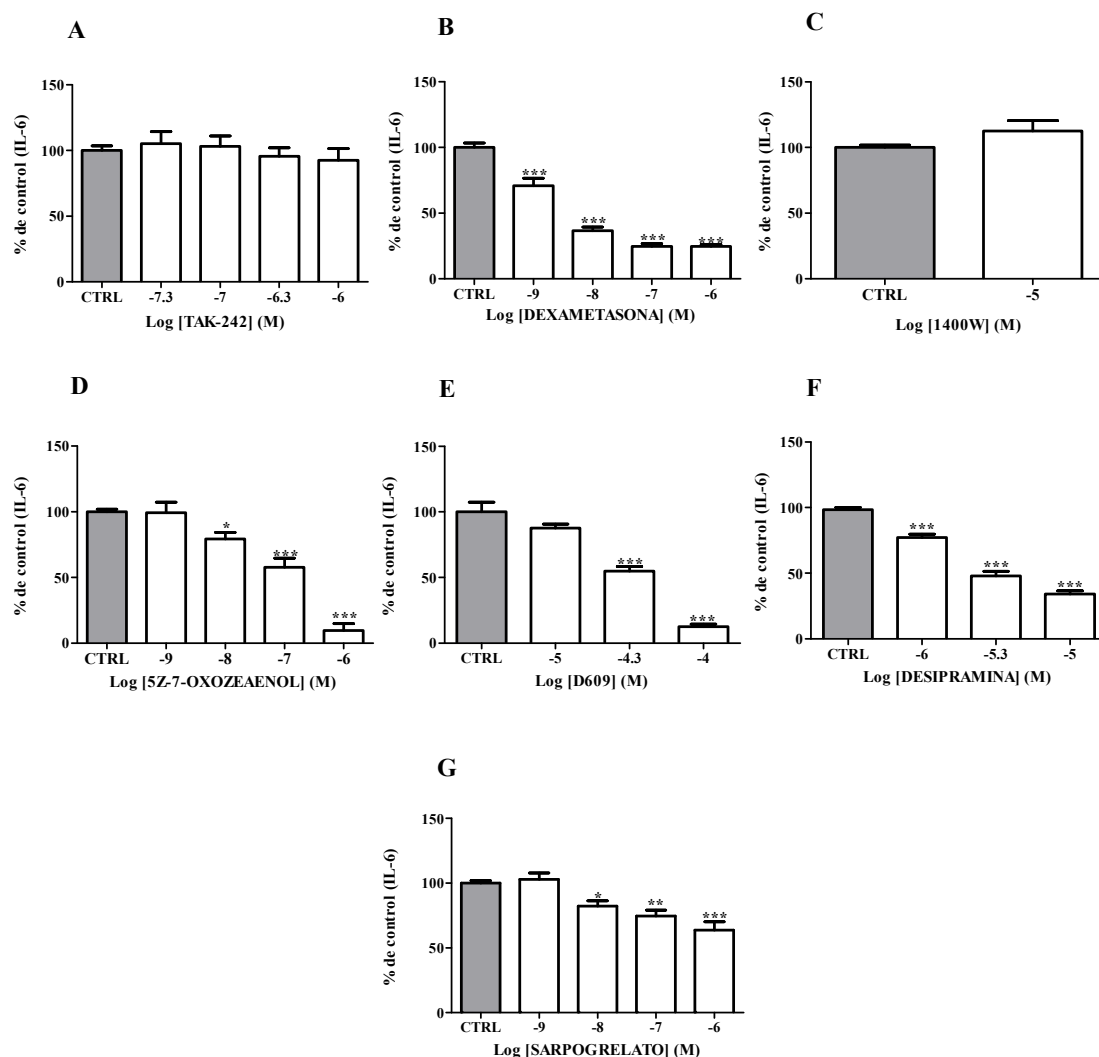 A
% de control (IL-6)
150
100
50
0
CTRL -7.3 -7 -6.3 -6
Log [TAK-242] (M)
B
% de control (IL-6)
150
100
50
0
***
***
***
***
CTRL -9 -8 -7 -6
Log [DEXAMETASONA] (M)
C
% de control (IL-6)
150
100
50
0
CTRL -5
Log [1400W] (M)
D
% de control (IL-6)
150
100
50
0
*
***
***
CTRL -9 -8 -7 -6
Log [5Z-7-OXOZEAENOL] (M)
E
% de control (IL-6)
150
100
50
0
***
***
CTRL -5 -4.3 -4
Log [D609] (M)
F
% de control (IL-6)
150
100
50
0
***
***
***
CTRL -6 -5.3 -5
Log [DESIPRAMINA] (M)
G
% de control (IL-6)
150
100
50
0
*
**
***
CTRL -9 -8 -7 -6
Log [SARPOGRELATO] (M)